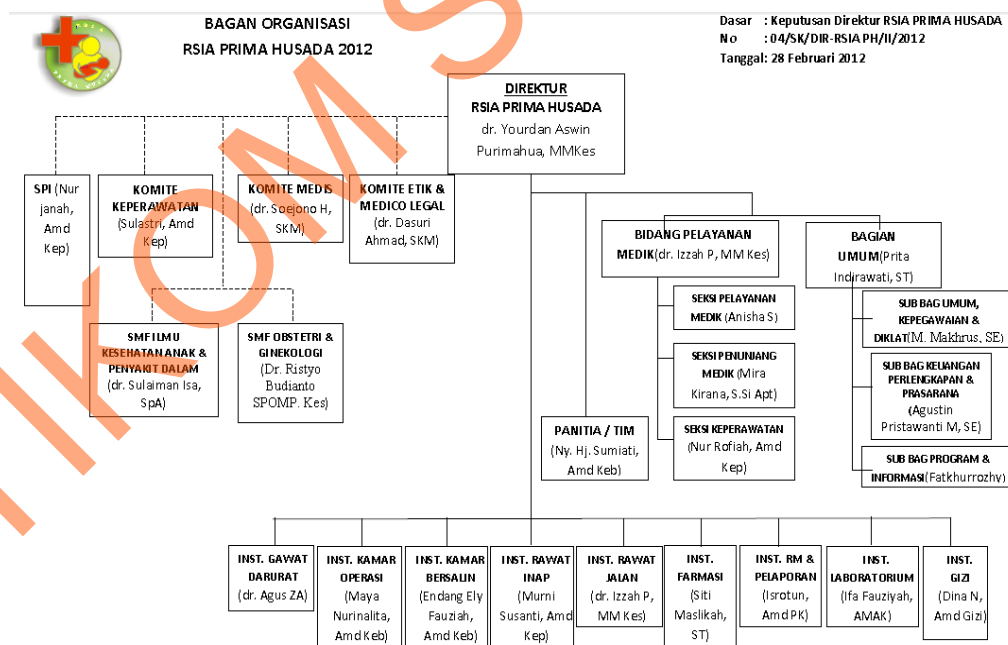 BAGAN ORGANISASI
RSIA PRIMA HUSADA 2012
Dasar : Keputusan Direktur RSIA PRIMA HUSADA
No : 04/SK/DIR-RSIA PH/II/2012
Tanggal: 28 Februari 2012
DIREKTUR
RSIA PRIMA HUSADA
dr. Yourdan Aswin
Purimahua, MMKes
SPI (Nur
janah,
Amd
Kep)
KOMITE
KEPERAWATAN
(Sulastri, Amd
Kep)
KOMITE MEDIS
(dr. Soejono H,
SKM)
KOMITE ETIK &
MEDICO LEGAL
(dr. Dasuri
Ahmad, SKM)
BIDANG PELAYANAN
MEDIK(dr. Izzah P, MM Kes)
BAGIAN
UMUM(Prita
Indirawati, ST)
SMF ILMU
KESEHATAN ANAK &
PENYAKIT DALAM
(dr. Sulaiman Isa,
SpA)
SMF OBSTETRI &
GINEKOLOGI
(Dr. Ristyo
Budianto
SPOMP. Kes)
SEKSI PELAYANAN
MEDIK (Anisha S)
SEKSI PENUNJANG
MEDIK (Mira
Kirana, S.Si Apt)
SEKSI KEPERAWATAN
(Nur Rofiah, Amd
Kep)
SUB BAG UMUM,
KEPEGAWAIAN &
DIKLAT(M. Makhrus, SE)
SUB BAG KEUANGAN
PERLENGKAPAN &
PRASARANA
(Agustin
Pristawanti M, SE)
SUB BAG PROGRAM &
INFORMASI(Fatkhurrozhy)
PANITIA / TIM
(Ny. Hj. Sumiati,
Amd Keb)
INST. GAWAT
DARURAT
(dr. Agus ZA)
INST. KAMAR
OPERASI
(Maya
Nurinalita,
Amd Keb)
INST. KAMAR
BERSALIN
(Endang Ely
Fauziah,
Amd Keb)
INST. RAWAT
INAP
(Murni
Susanti, Amd
Kep)
INST. RAWAT
JALAN
(dr. Izzah P,
MM Kes)
INST.
FARMASI
(Siti
Maslikah,
ST)
INST. RM &
PELAPORAN
(Isrotun,
Amd PK)
INST.
LABORATORIUM
(Ifa Fauziyah,
AMAK)
INST.
GIZI
(Dina N,
Amd Gizi)
IKOM S